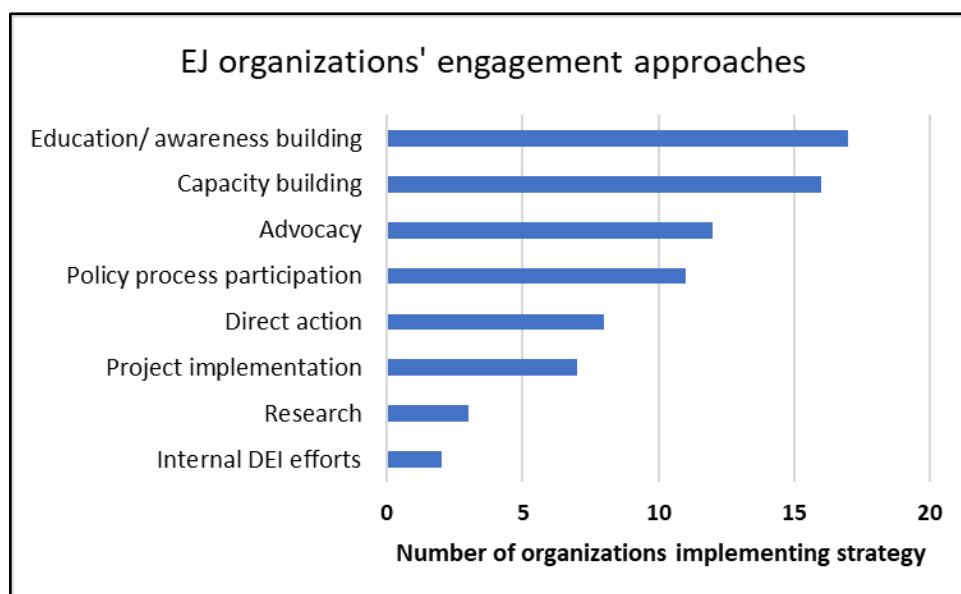 EJ organizations' engagement approaches
Education/ awareness building
Capacity building
Advocacy
Policy process participation
Direct action
Project implementation
Research
Internal DEI efforts
0 5 10 15 20
Number of organizations implementing strategy